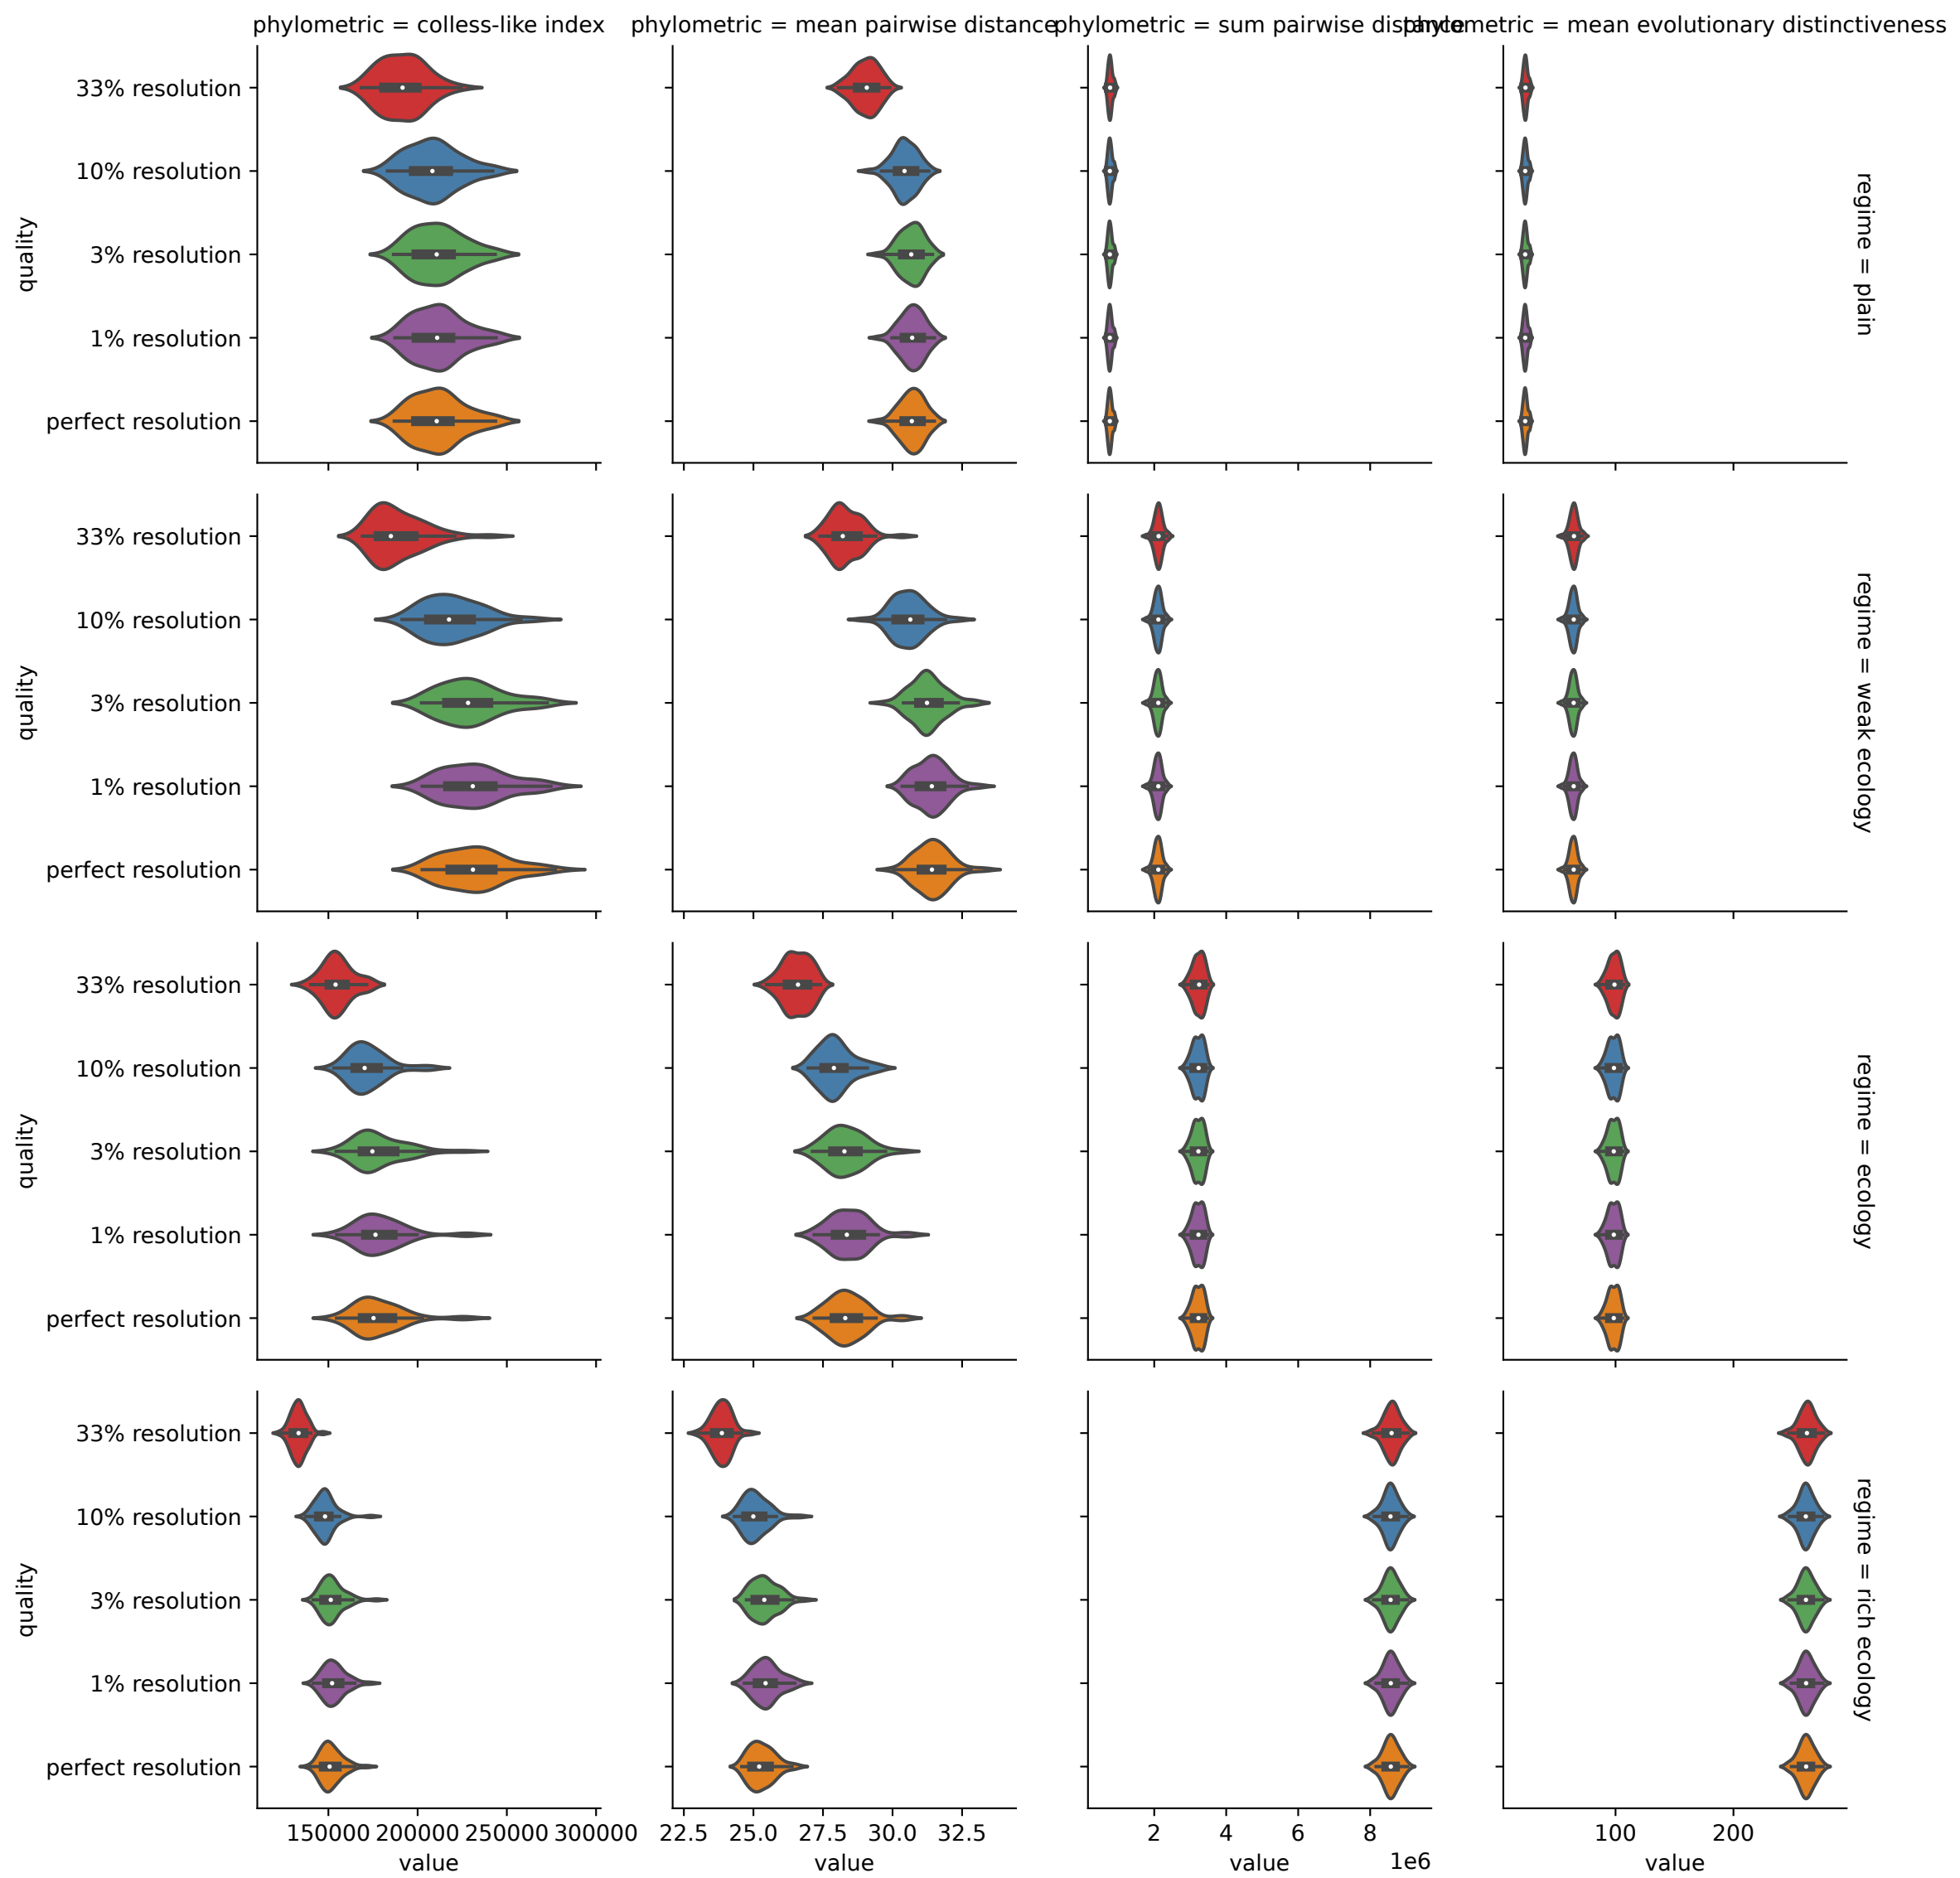 phylometric = colless-like index
phylometric = mean pairwise distance
phylometric = sum pairwise distance
phylometric = mean evolutionary distinctiveness
33% resolution
10% resolution
3% resolution
1% resolution
perfect resolution
quality
regime = plain
33% resolution
10% resolution
3% resolution
1% resolution
perfect resolution
quality
regime = weak ecology
33% resolution
10% resolution
3% resolution
1% resolution
perfect resolution
quality
regime = ecology
33% resolution
10% resolution
3% resolution
1% resolution
perfect resolution
quality
regime = rich ecology
150000 200000 250000 300000
22.5 25.0 27.5 30.0 32.5
2 4 6 8
100 200
1e6
value
value
value
value